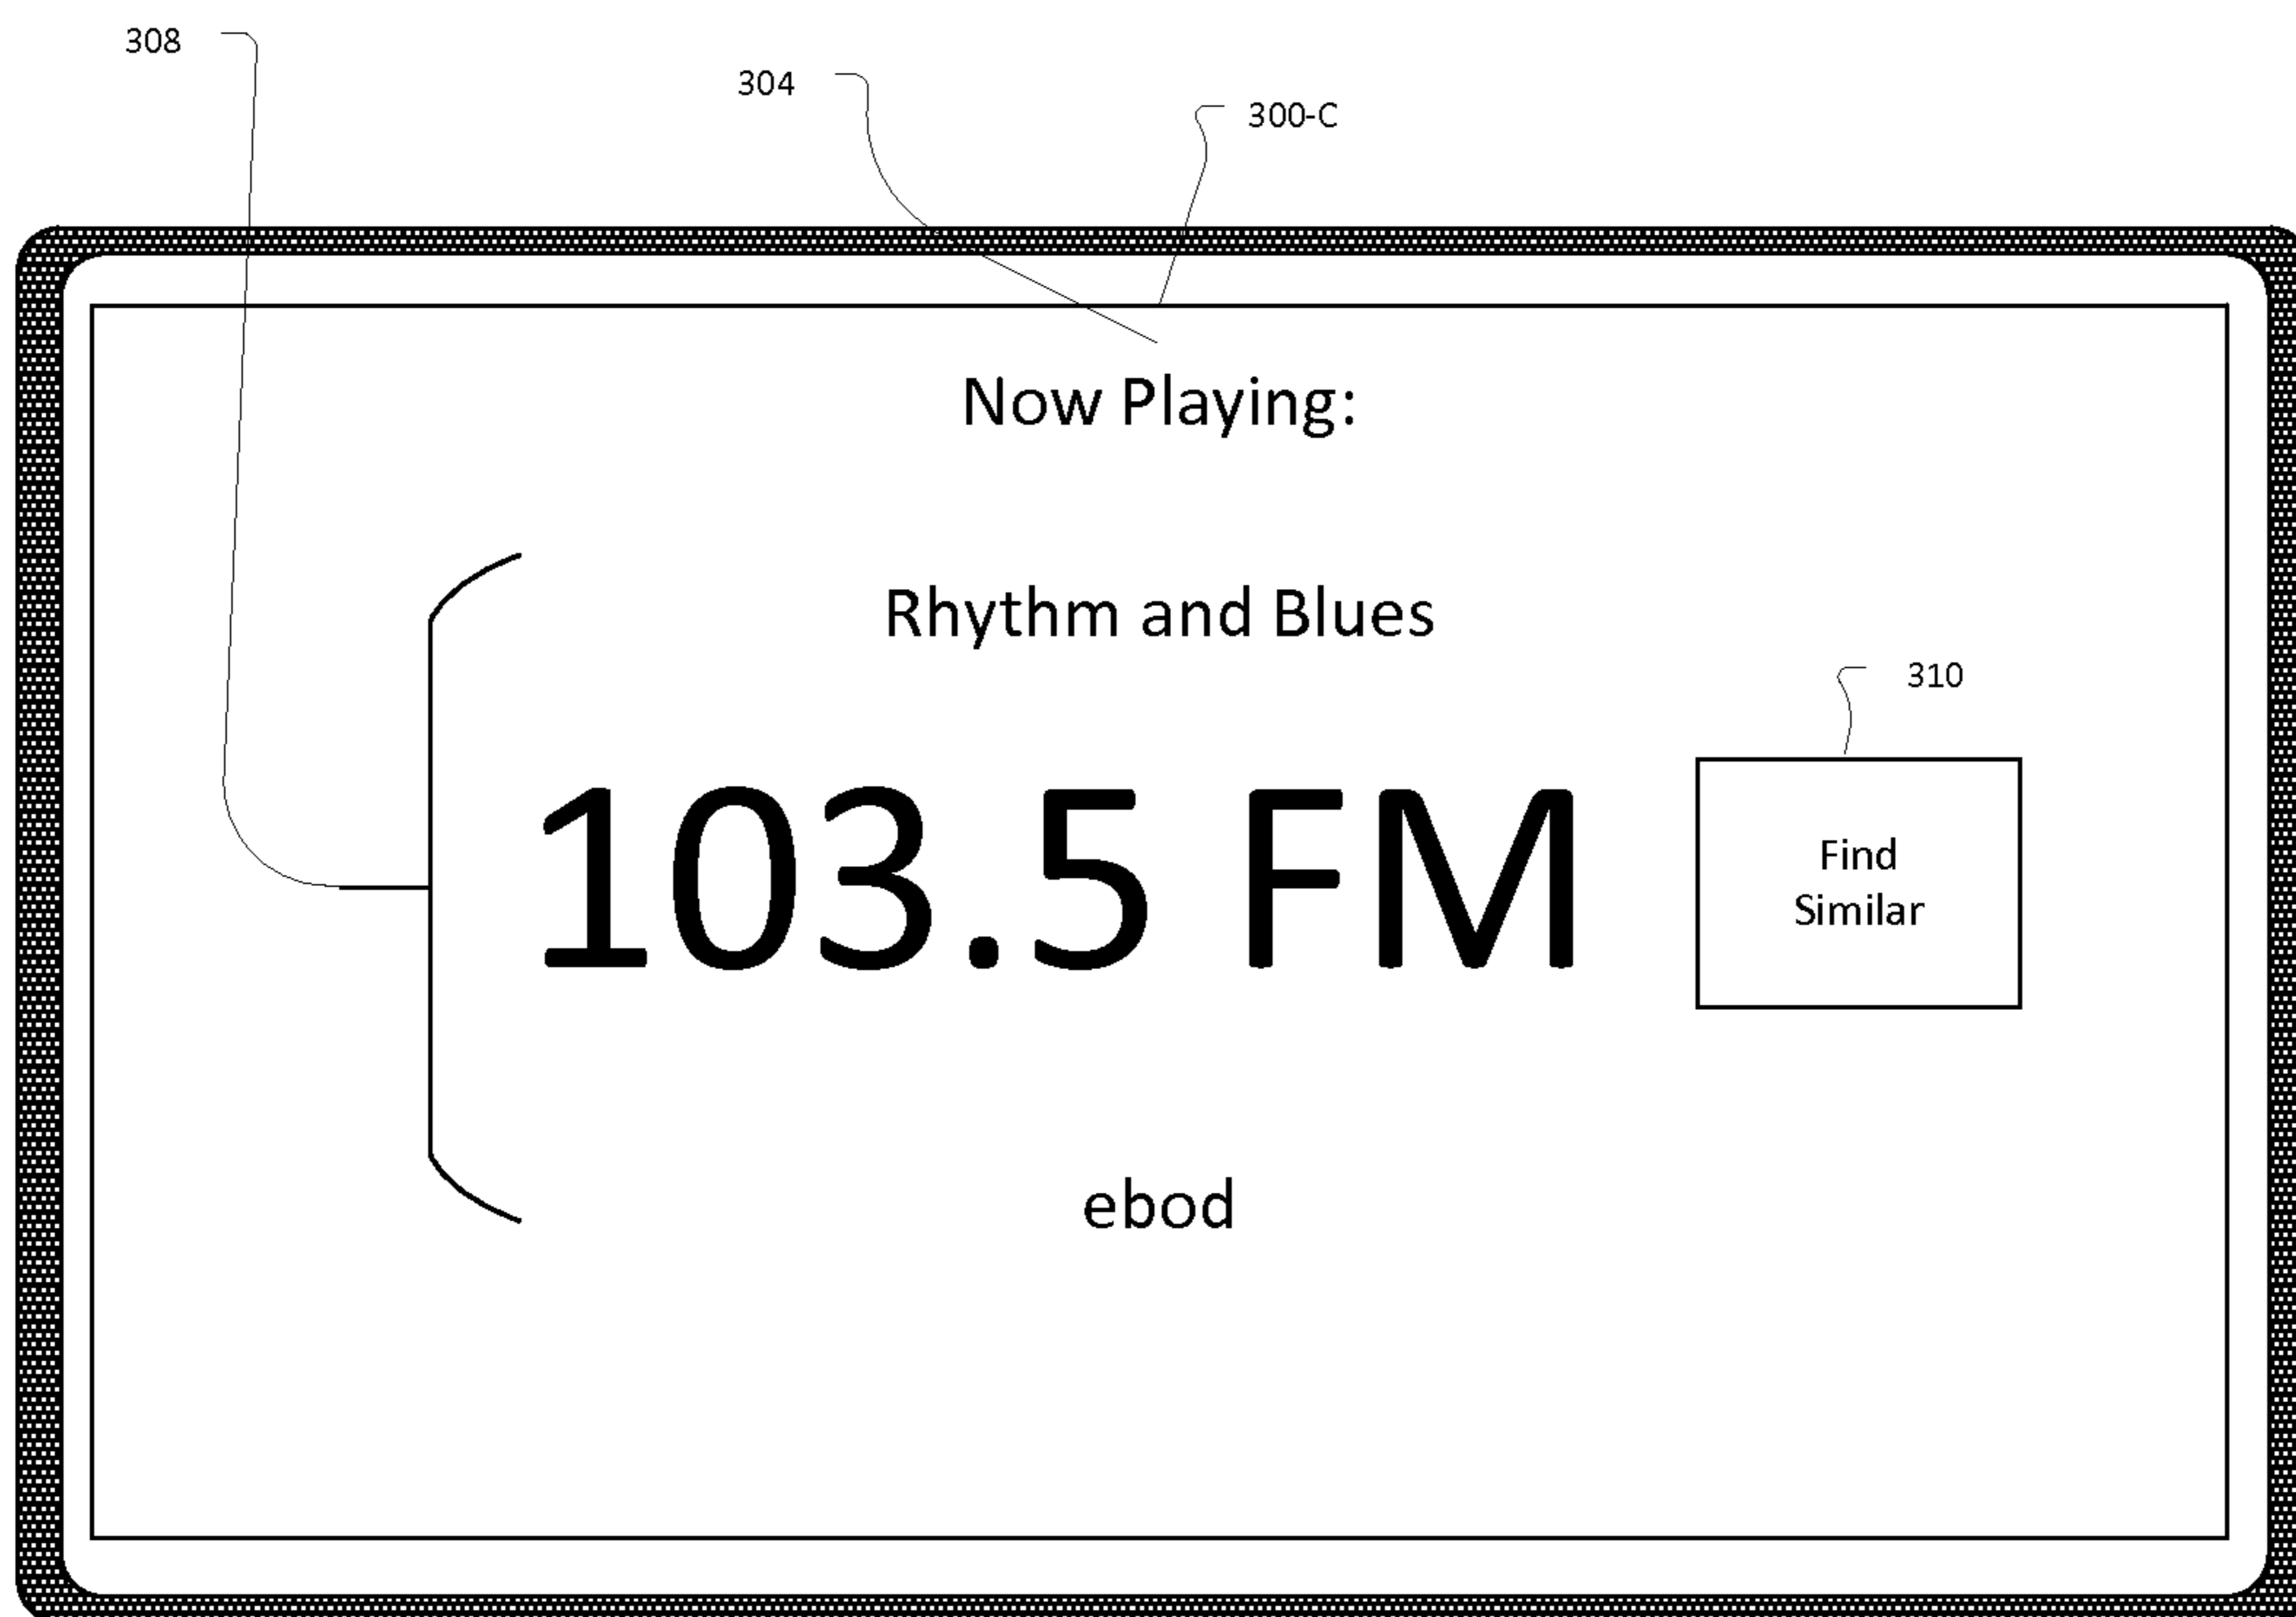 308
304
300-C
Now Playing:
Rhythm and Blues
310
103.5 FM
Find
Similar
ebod